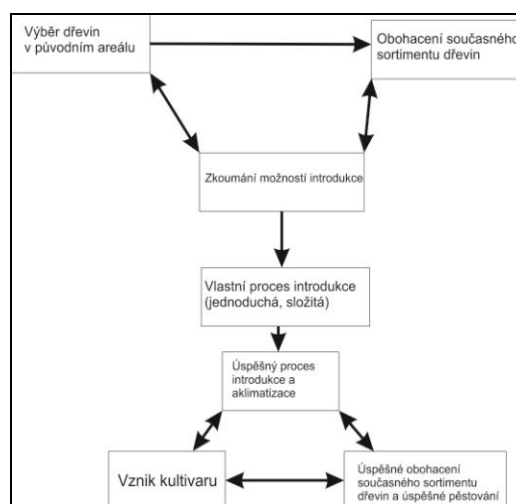 Výběr dřevin
v původním areálu
Obohacení současného
sortimentu dřevin
Zkoumání možností introdukce
Vlastní proces introdukce
(jednoduchá, složitá)
Úspěšný proces
introdukce a
aklimatizace
Vznik kultivaru
Úspěšné obohacení
současného sortimentu
dřevin a úspěšné pěstování